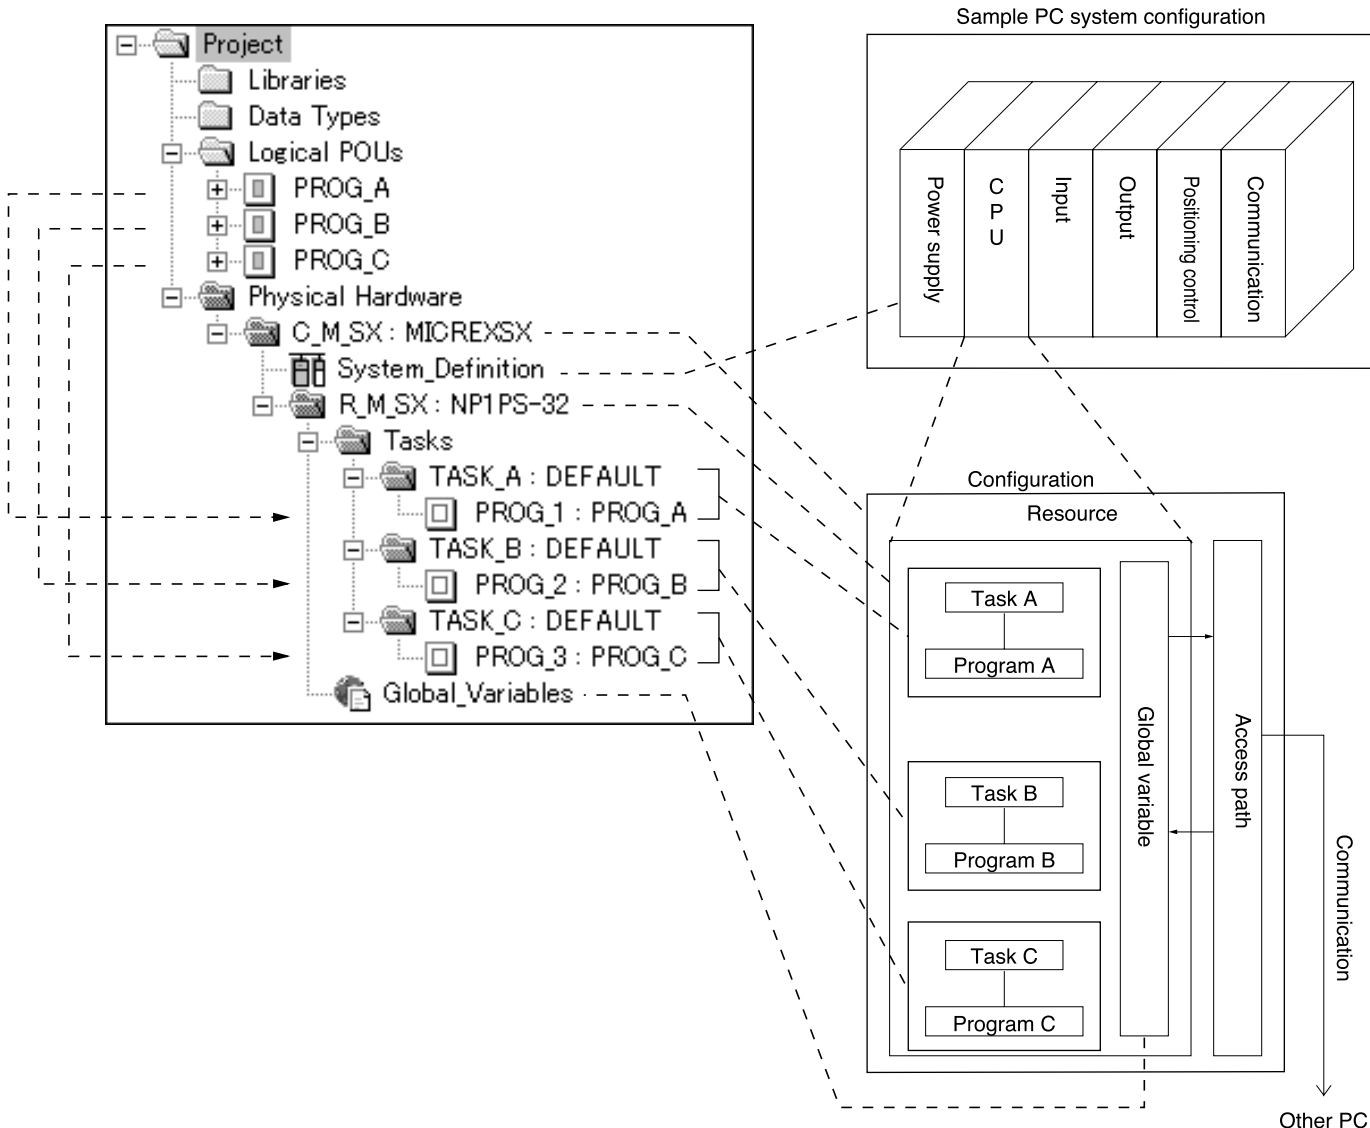 Sample PC system configuration
Project
Libraries
Data Types
Logical POUs
PROG_A
PROG_B
PROG_C
Physical Hardware
C_M_SX : MICREXSX
System_Definition
R_M_SX : NP1PS-32
Tasks
TASK_A : DEFAULT
PROG_1 : PROG_A
TASK_B : DEFAULT
PROG_2 : PROG_B
TASK_C : DEFAULT
PROG_3 : PROG_C
Global_Variables
Power supply
CPU
Input
Output
Positioning control
Communication
Configuration
Resource
Task A
Program A
Task B
Program B
Task C
Program C
Global variable
Access path
Communication
Other PC